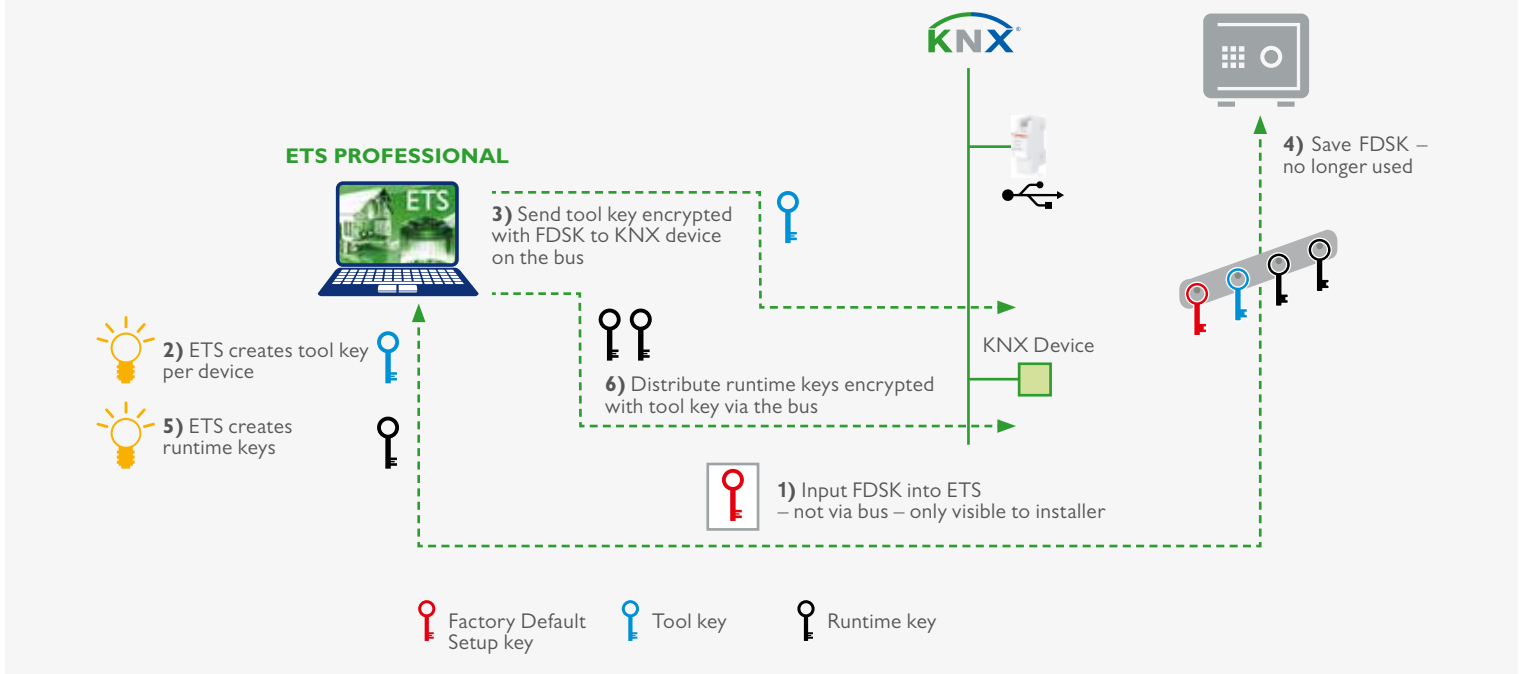 KNX
ETS PROFESSIONAL
ETS
3) Send tool key encrypted
with FDSK to KNX device
on the bus
4) Save FDSK –
no longer used
2) ETS creates tool key
per device
KNX Device
6) Distribute runtime keys encrypted
with tool key via the bus
5) ETS creates
runtime keys
1) Input FDSK into ETS
– not via bus – only visible to installer
Factory Default
Setup key
Tool key
Runtime key